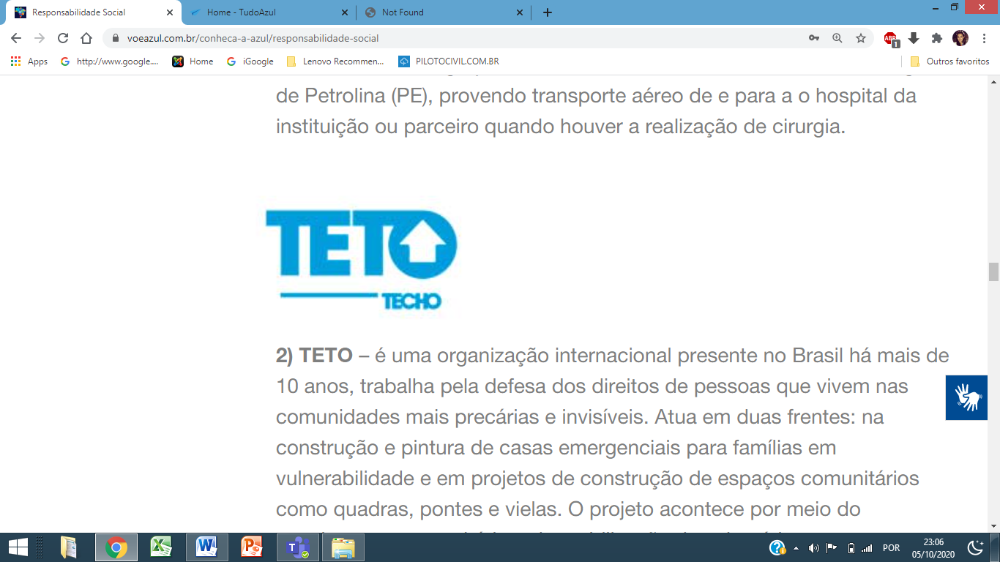 Responsabilidade Social
Home - TudoAzul
Not Found
voeazul.com.br/conheca-a-azul/responsabilidade-social
ABP
1
Apps
http://www.google....
Home
iGoogle
Lenovo Recommen...
PILOTOCIVIL.COM.BR
Outros favoritos
de Petrolina (PE), provendo transporte aéreo de e para a o hospital da
instituição ou parceiro quando houver a realização de cirurgia.
TETO
TECHO
2) TETO – é uma organização internacional presente no Brasil há mais de
10 anos, trabalha pela defesa dos direitos de pessoas que vivem nas
comunidades mais precárias e invisíveis. Atua em duas frentes: na
construção e pintura de casas emergenciais para famílias em
vulnerabilidade e em projetos de construção de espaços comunitários
como quadras, pontes e vielas. O projeto acontece por meio do
POR
23:06
05/10/2020